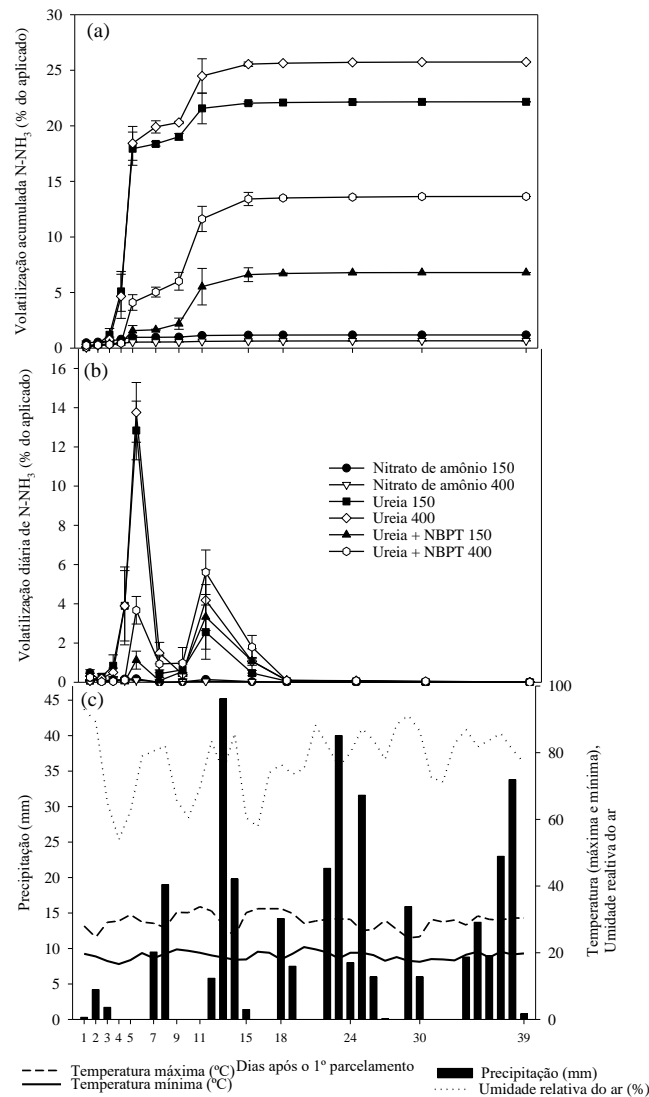 (a)
Volatilização acumulada N-NH3 (% do aplicado)
30
25
20
15
10
5
0
(b)
Volatilização diária de N-NH3 (% do aplicado)
16
14
12
10
8
6
4
2
0
Nitrato de amônio 150
Nitrato de amônio 400
Ureia 150
Ureia 400
Ureia + NBPT 150
Ureia + NBPT 400
(c)
Precipitação (mm)
45
40
35
30
25
20
15
10
5
0
100
80
60
40
20
0
Temperatura (máxima e mínima),
Umidade realtiva do ar
1 2 3 4 5 7 9 11 15 18 24 30 39
Dias após o 1º parcelamento
Temperatura máxima (ºC)
Temperatura mínima (ºC)
Precipitação (mm)
Umidade relativa do ar (%)